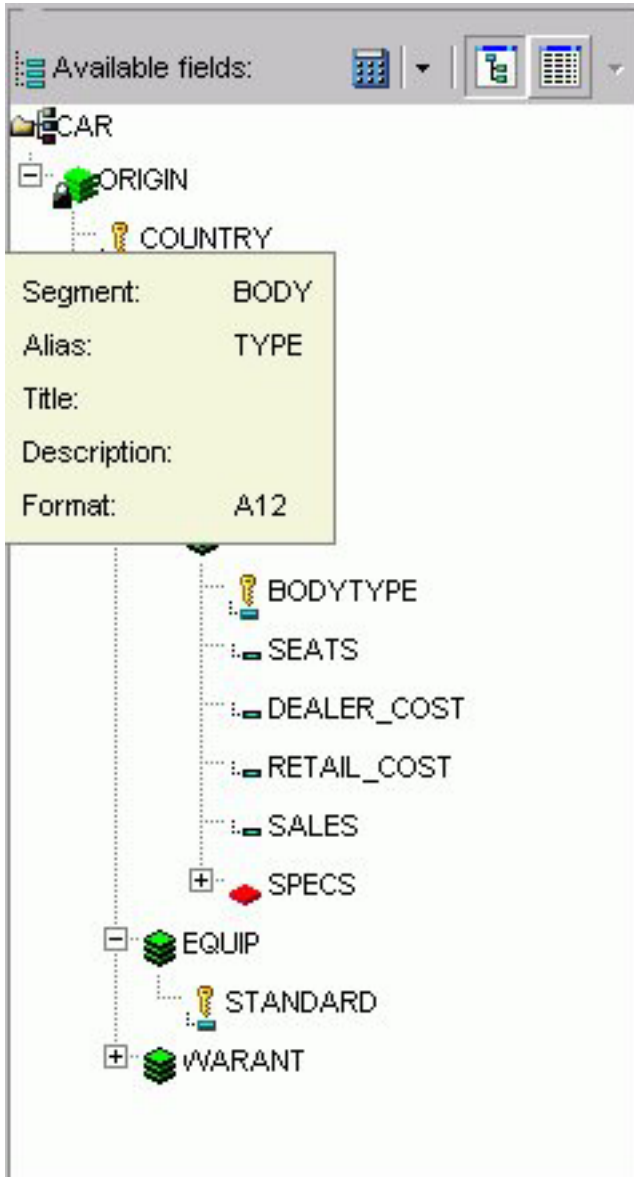 Available fields:
CAR
ORIGIN
COUNTRY
Segment: BODY
Alias: TYPE
Title:
Description:
Format: A12
BODYTYPE
SEATS
DEALER_COST
RETAIL_COST
SALES
SPECS
EQUIP
STANDARD
WARANT